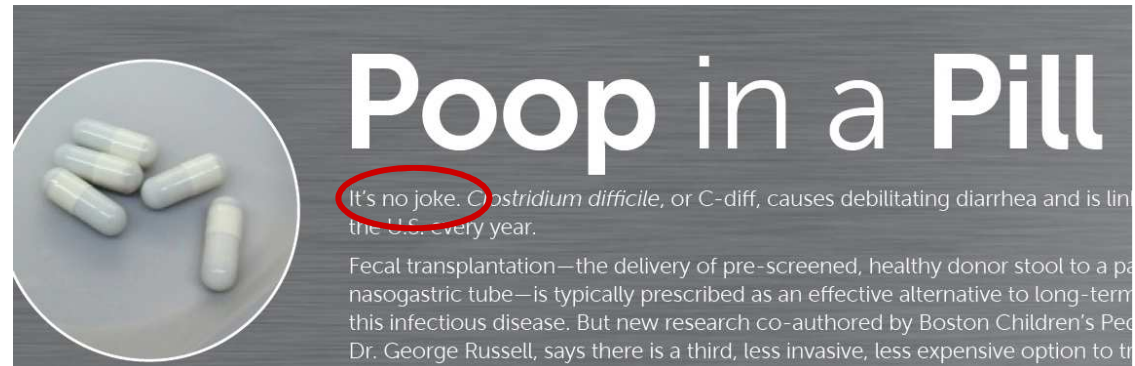 Poop in a Pill
It's no joke. Clostridium difficile, or C-diff, causes debilitating diarrhea and is
the U.S. every year.
Fecal transplantation—the delivery of pre-screened, healthy donor stool to a
nasogastric tube—is typically prescribed as an effective alternative to long-term
this infectious disease. But new research co-authored by Boston Children's
Dr. George Russell, says there is a third, less invasive, less expensive option to